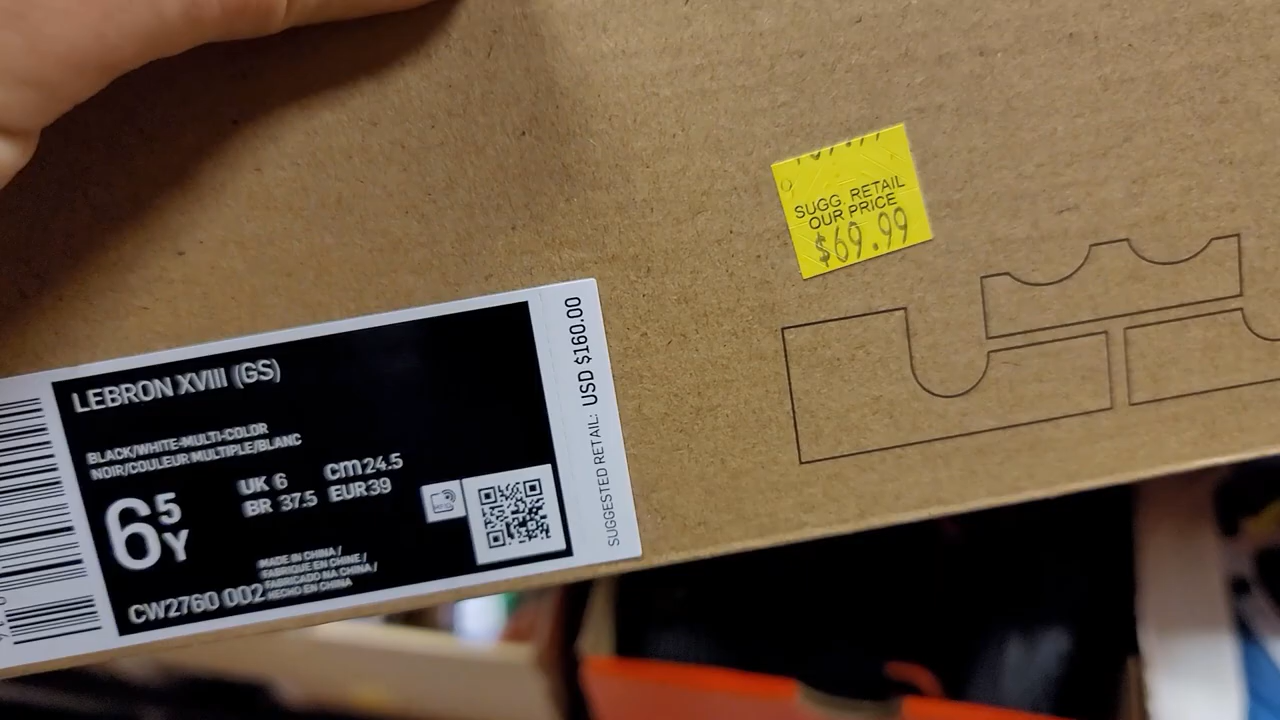 SUGG. RETAIL
OUR PRICE
$69.99
LEBRON XVIII (GS)
BLACK/WHITE-MULTI-COLOR
NOIR/COULEUR MULTIPLE/BLANC
6 5 Y
UK 6
cm 24.5
BR 37.5
EUR 39
MADE IN CHINA /
FABRIQUE EN CHINE /
FABRICADO NA CHINA /
HECHO EN CHINA
CW2760 002
SUGGESTED RETAIL: USD $160.00